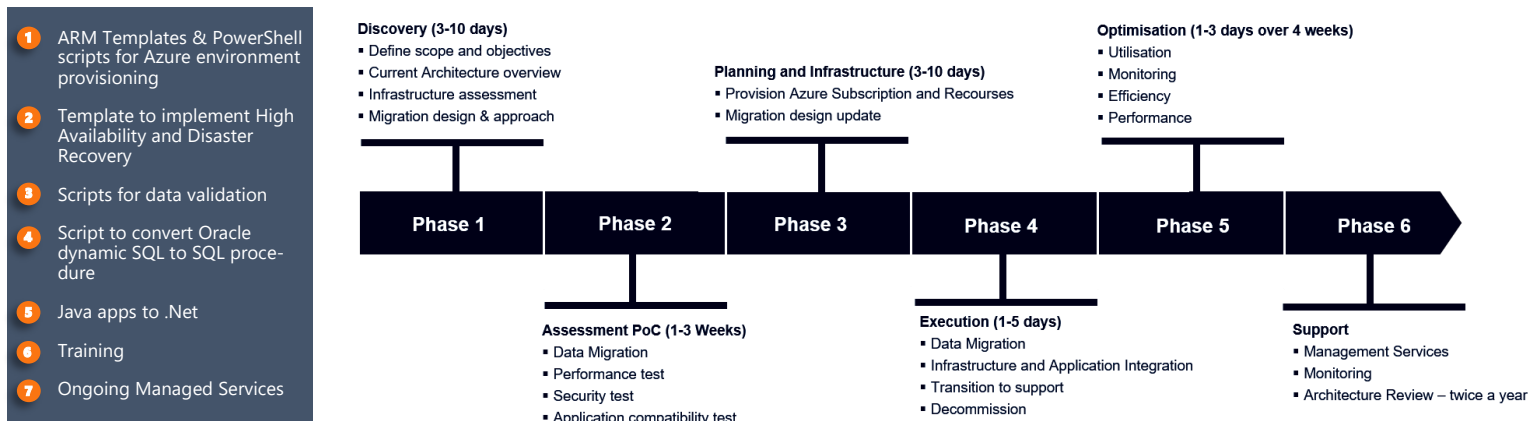 1
ARM Templates & PowerShell
scripts for Azure environment
provisioning
2
Template to implement High
Availability and Disaster
Recovery
3
Scripts for data validation
4
Script to convert Oracle
dynamic SQL to SQL proce-
dure
5
Java apps to .Net
6
Training
7
Ongoing Managed Services
Discovery (3-10 days)
▪ Define scope and objectives
▪ Current Architecture overview
▪ Infrastructure assessment
▪ Migration design & approach
Planning and Infrastructure (3-10 days)
▪ Provision Azure Subscription and Recourses
▪ Migration design update
Optimisation (1-3 days over 4 weeks)
▪ Utilisation
▪ Monitoring
▪ Efficiency
▪ Performance
Phase 1
Phase 2
Phase 3
Phase 4
Phase 5
Phase 6
Assessment PoC (1-3 Weeks)
▪ Data Migration
▪ Performance test
▪ Security test
▪ Application compatibility test
Execution (1-5 days)
▪ Data Migration
▪ Infrastructure and Application Integration
▪ Transition to support
▪ Decommission
Support
▪ Management Services
▪ Monitoring
▪ Architecture Review – twice a year